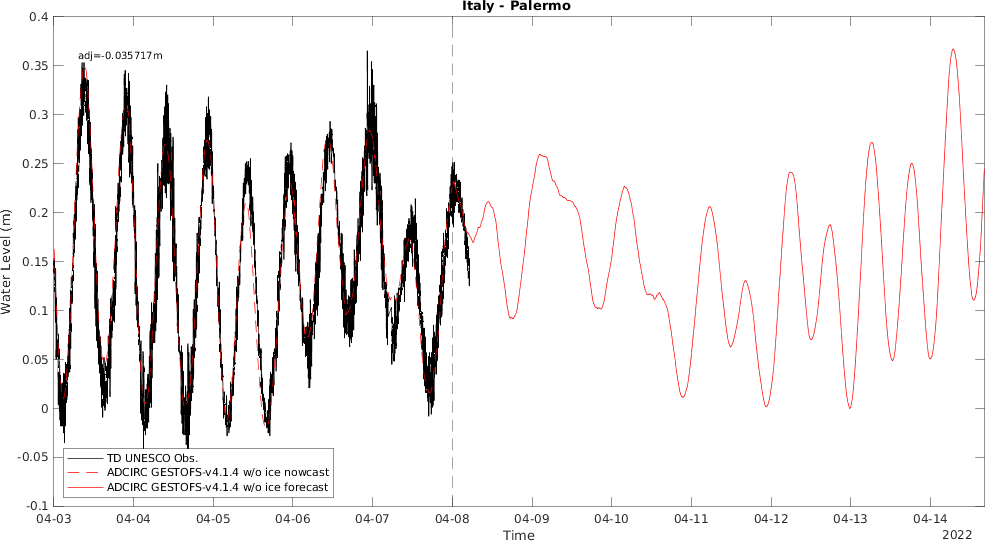 Italy - Palermo
adj=-0.035717m
0.4
0.35
0.3
0.25
0.2
0.15
0.1
0.05
0
-0.05
-0.1
Water Level (m)
TD UNESCO Obs.
ADCIRC GESTOFS-v4.1.4 w/o ice nowcast
ADCIRC GESTOFS-v4.1.4 w/o ice forecast
04-03 04-04 04-05 04-06 04-07 04-08 04-09 04-10 04-11 04-12 04-13 04-14
Time
2022